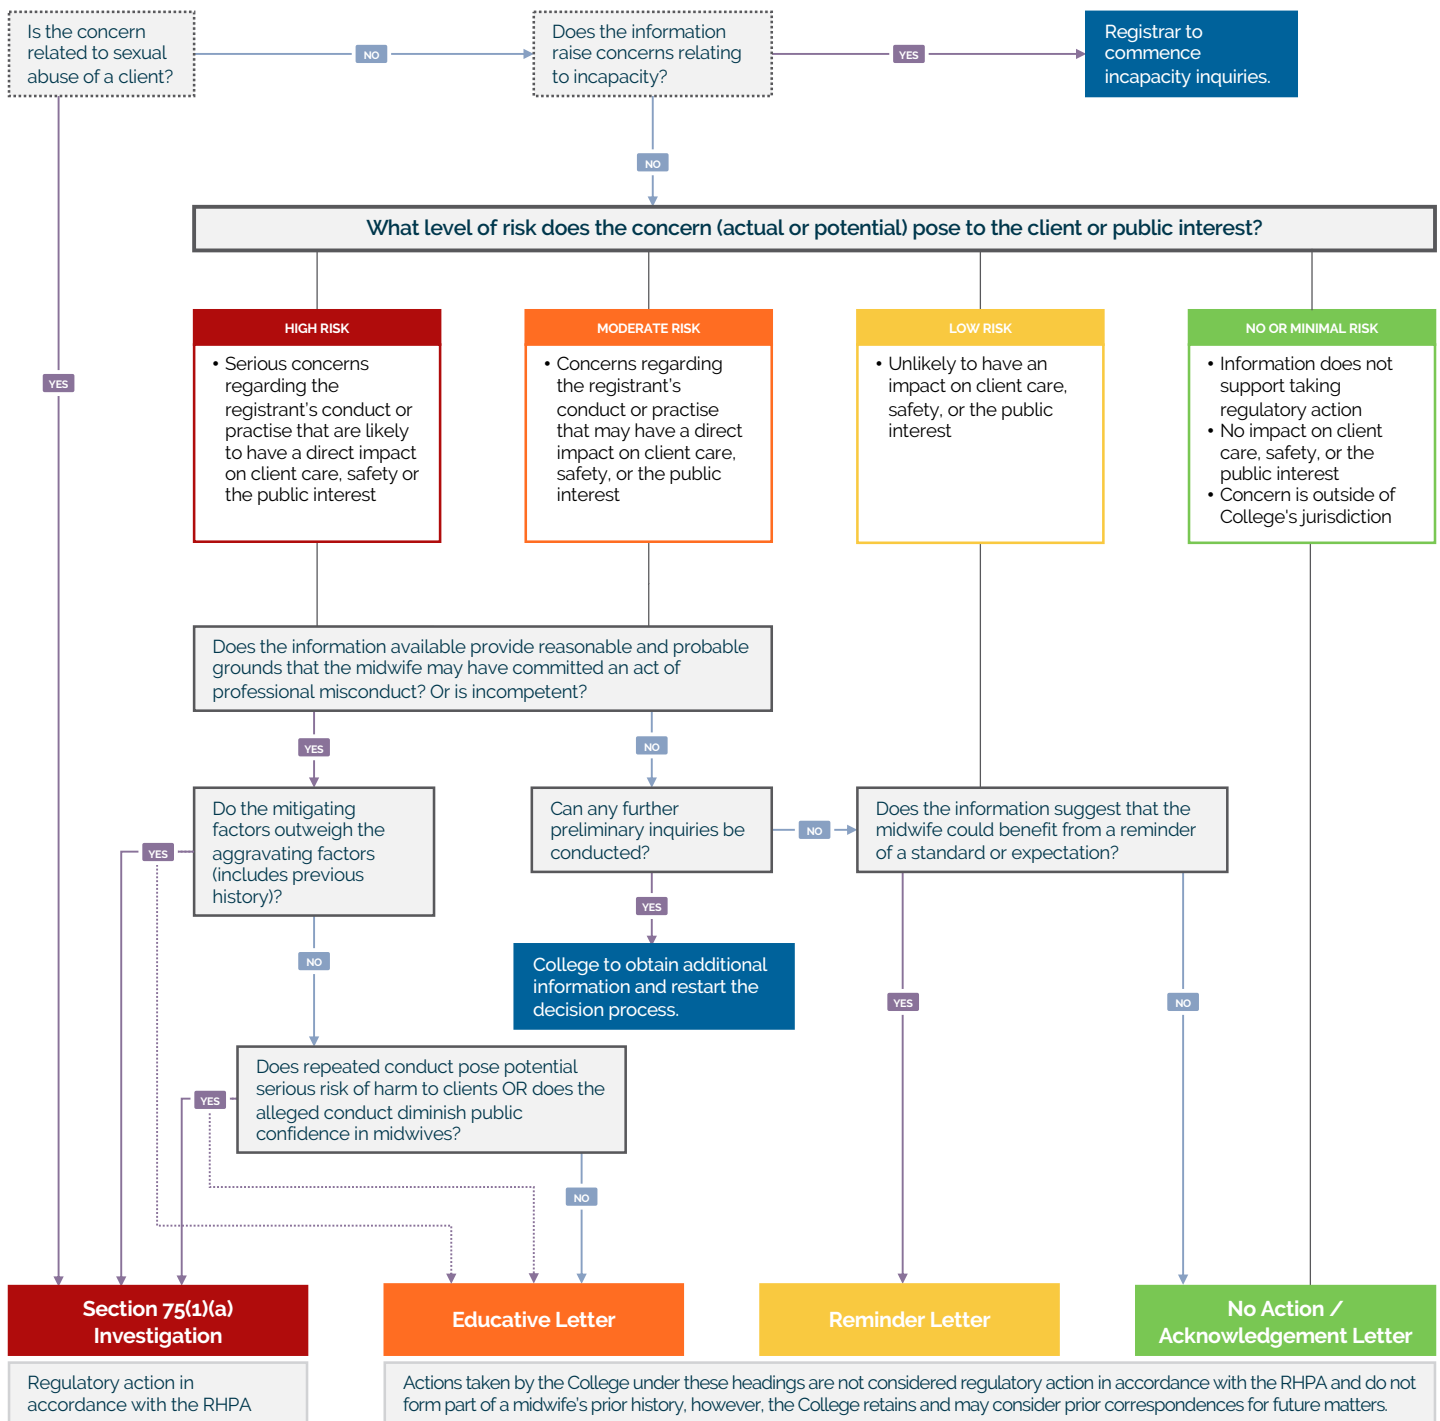 Is the concern
related to sexual
abuse of a client?
NO
Does the information
raise concerns relating
to incapacity?
YES
Registrar to
commence
incapacity inquiries.
NO
What level of risk does the concern (actual or potential) pose to the client or public interest?
YES
HIGH RISK
• Serious concerns
regarding the
registrant's conduct or
practise that are likely
to have a direct impact
on client care, safety or
the public interest
MODERATE RISK
• Concerns regarding
the registrant's
conduct or practise
that may have a direct
impact on client care,
safety, or the public
interest
LOW RISK
• Unlikely to have an
impact on client care,
safety, or the public
interest
NO OR MINIMAL RISK
• Information does not
support taking
regulatory action
• No impact on client
care, safety, or the
public interest
• Concern is outside of
College's jurisdiction
Does the information available provide reasonable and probable
grounds that the midwife may have committed an act of
professional misconduct? Or is incompetent?
YES
NO
Do the mitigating
factors outweigh the
aggravating factors
(includes previous
history)?
YES
Can any further
preliminary inquiries be
conducted?
NO
Does the information suggest that the
midwife could benefit from a reminder
of a standard or expectation?
NO
YES
College to obtain additional
information and restart the
decision process.
YES
NO
Does repeated conduct pose potential
serious risk of harm to clients OR does the
alleged conduct diminish public
confidence in midwives?
YES
NO
Section 75(1)(a)
Investigation
Educative Letter
Reminder Letter
No Action /
Acknowledgement Letter
Regulatory action in
accordance with the RHPA
Actions taken by the College under these headings are not considered regulatory action in accordance with the RHPA and do not
form part of a midwife's prior history, however, the College retains and may consider prior correspondences for future matters.